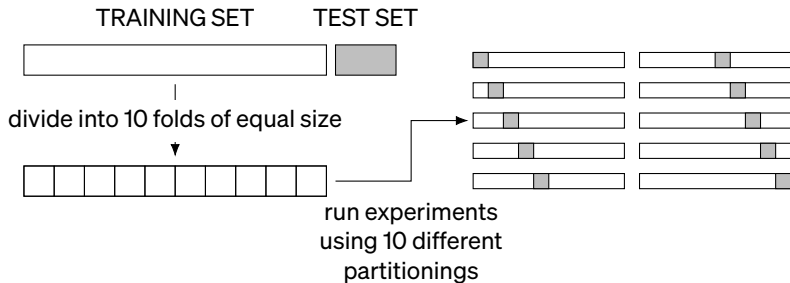 TRAINING SET
TEST SET
divide into 10 folds of equal size
run experiments
using 10 different
partitionings